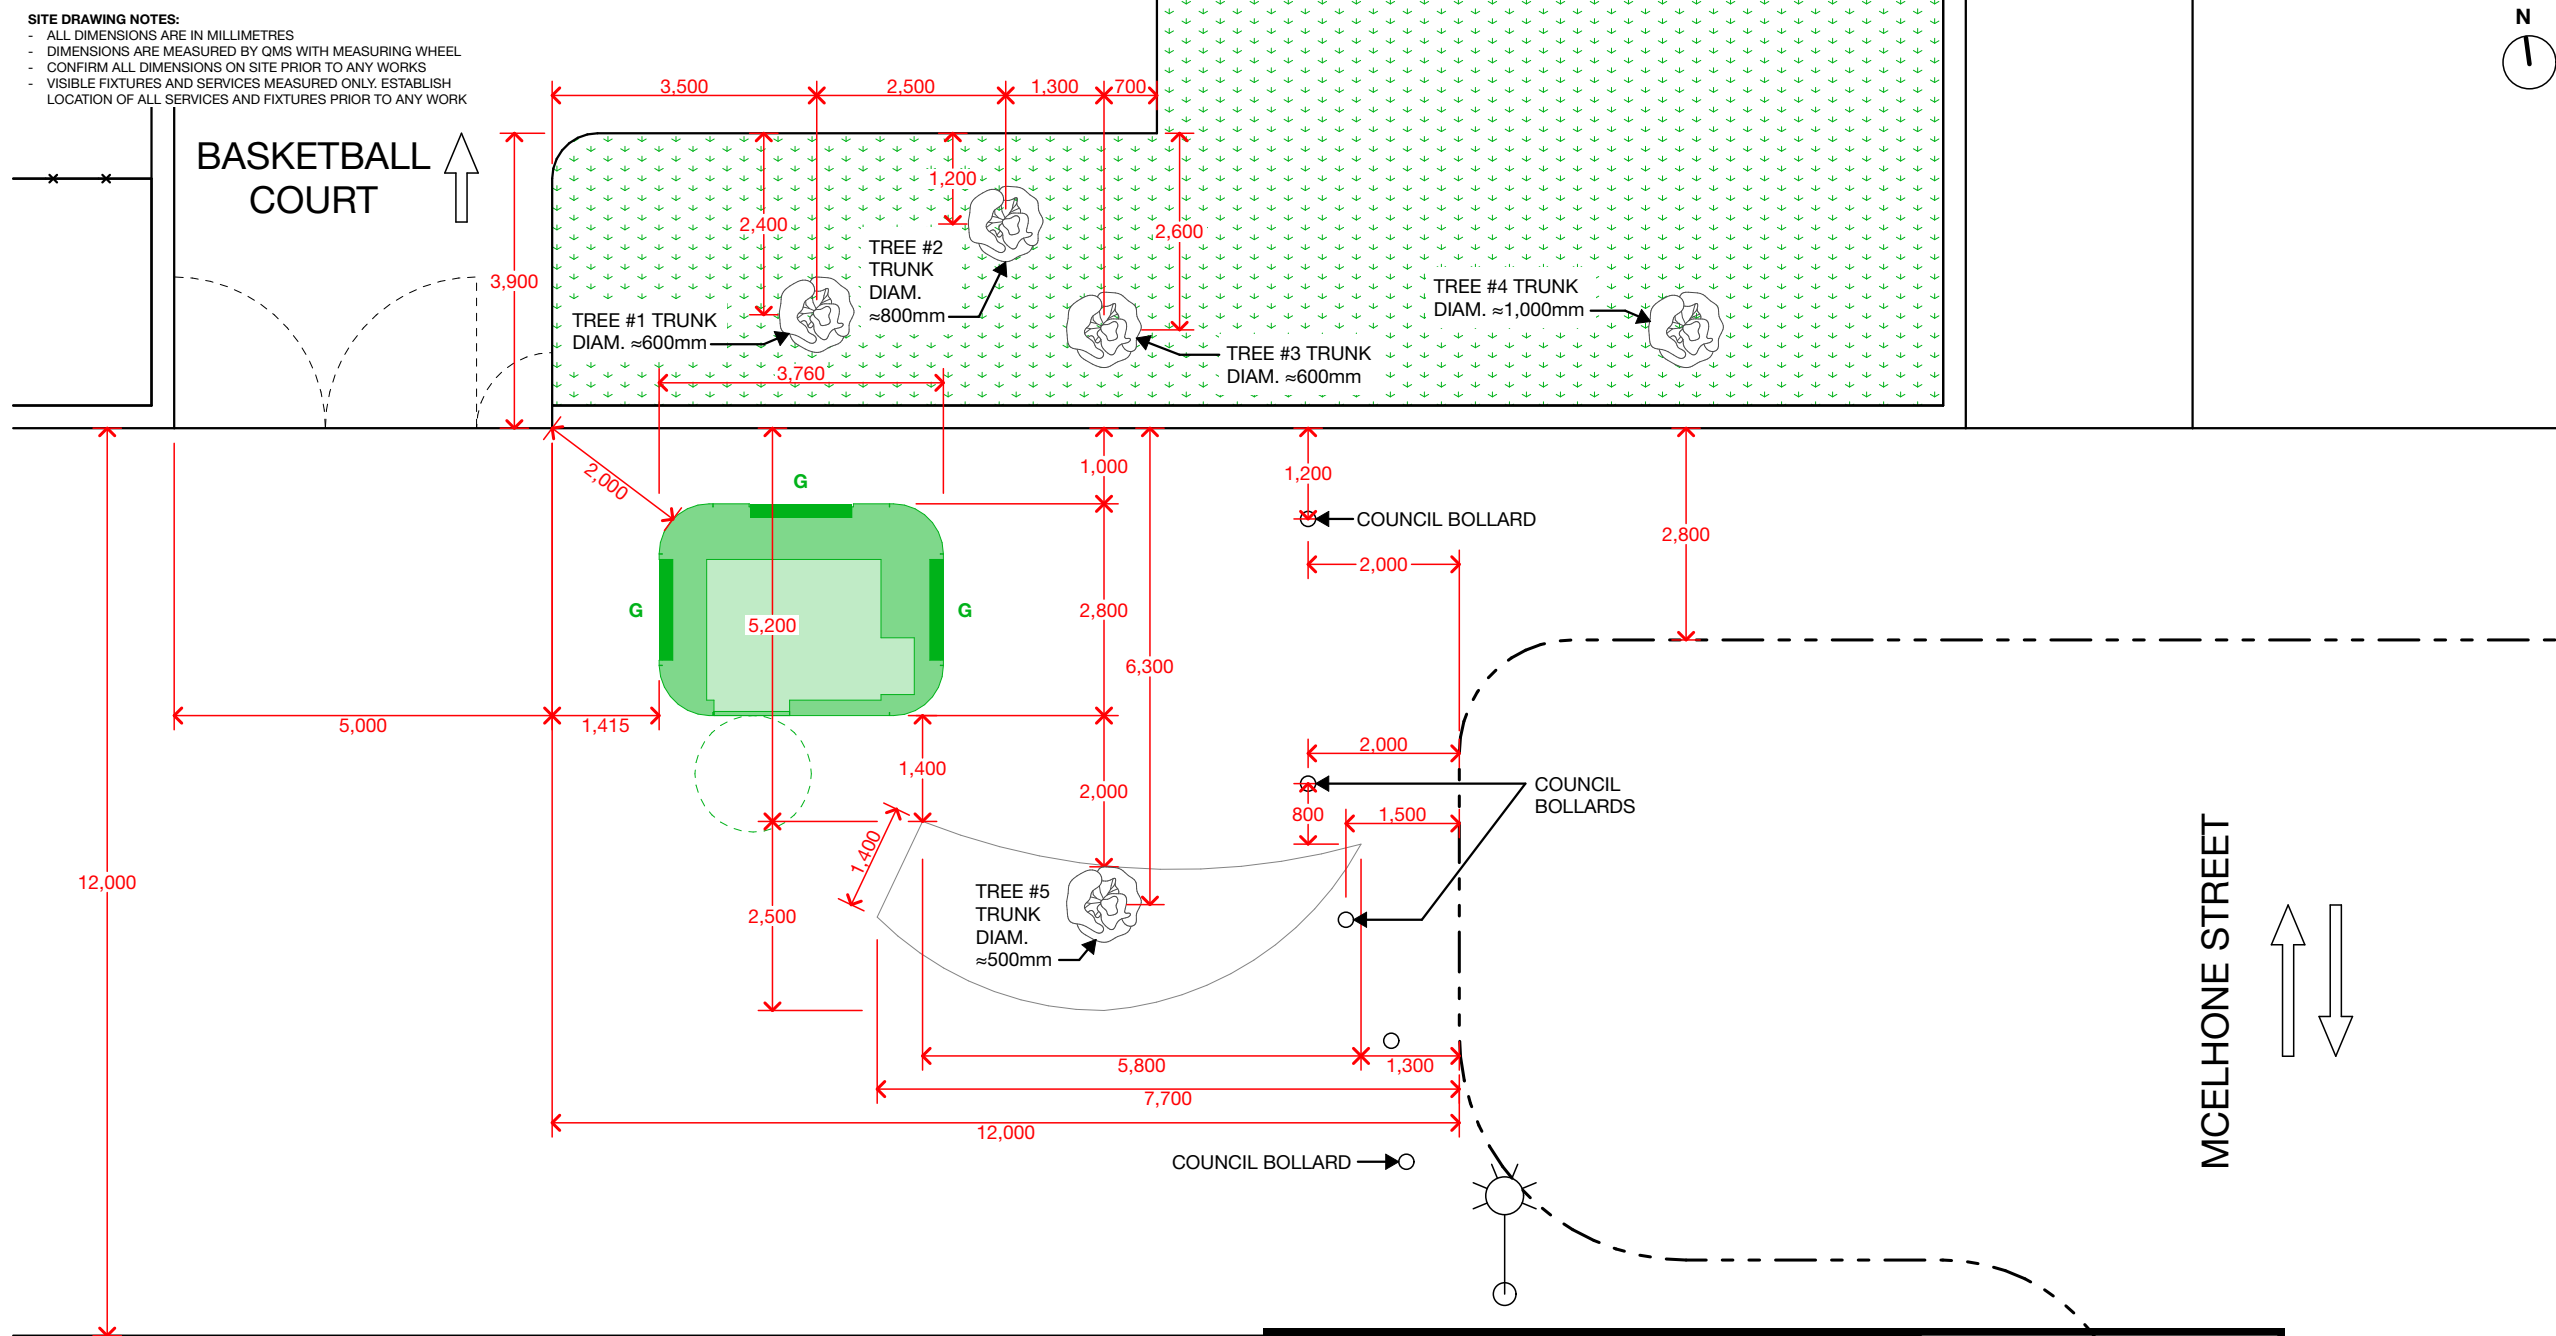 SITE DRAWING NOTES:
- ALL DIMENSIONS ARE IN MILLIMETRES
- DIMENSIONS ARE MEASURED BY QMS WITH MEASURING WHEEL
- CONFIRM ALL DIMENSIONS ON SITE PRIOR TO ANY WORKS
- VISIBLE FIXTURES AND SERVICES MEASURED ONLY. ESTABLISH
LOCATION OF ALL SERVICES AND FIXTURES PRIOR TO ANY WORK
N
3,500
2,500
1,300
700
BASKETBALL
COURT
1,200
2,400
2,600
3,900
TREE #2
TRUNK
DIAM.
≈800mm
TREE #1 TRUNK
DIAM. ≈600mm
TREE #4 TRUNK
DIAM. ≈1,000mm
TREE #3 TRUNK
DIAM. ≈600mm
3,760
2,000
G
1,000
1,200
COUNCIL BOLLARD
2,800
2,000
G
G
5,200
2,800
6,300
5,000
1,415
2,000
1,400
2,000
COUNCIL
BOLLARDS
800
1,500
1,400
12,000
2,500
TREE #5
TRUNK
DIAM.
≈500mm
MCELHONE STREET
5,800
1,300
7,700
12,000
COUNCIL BOLLARD